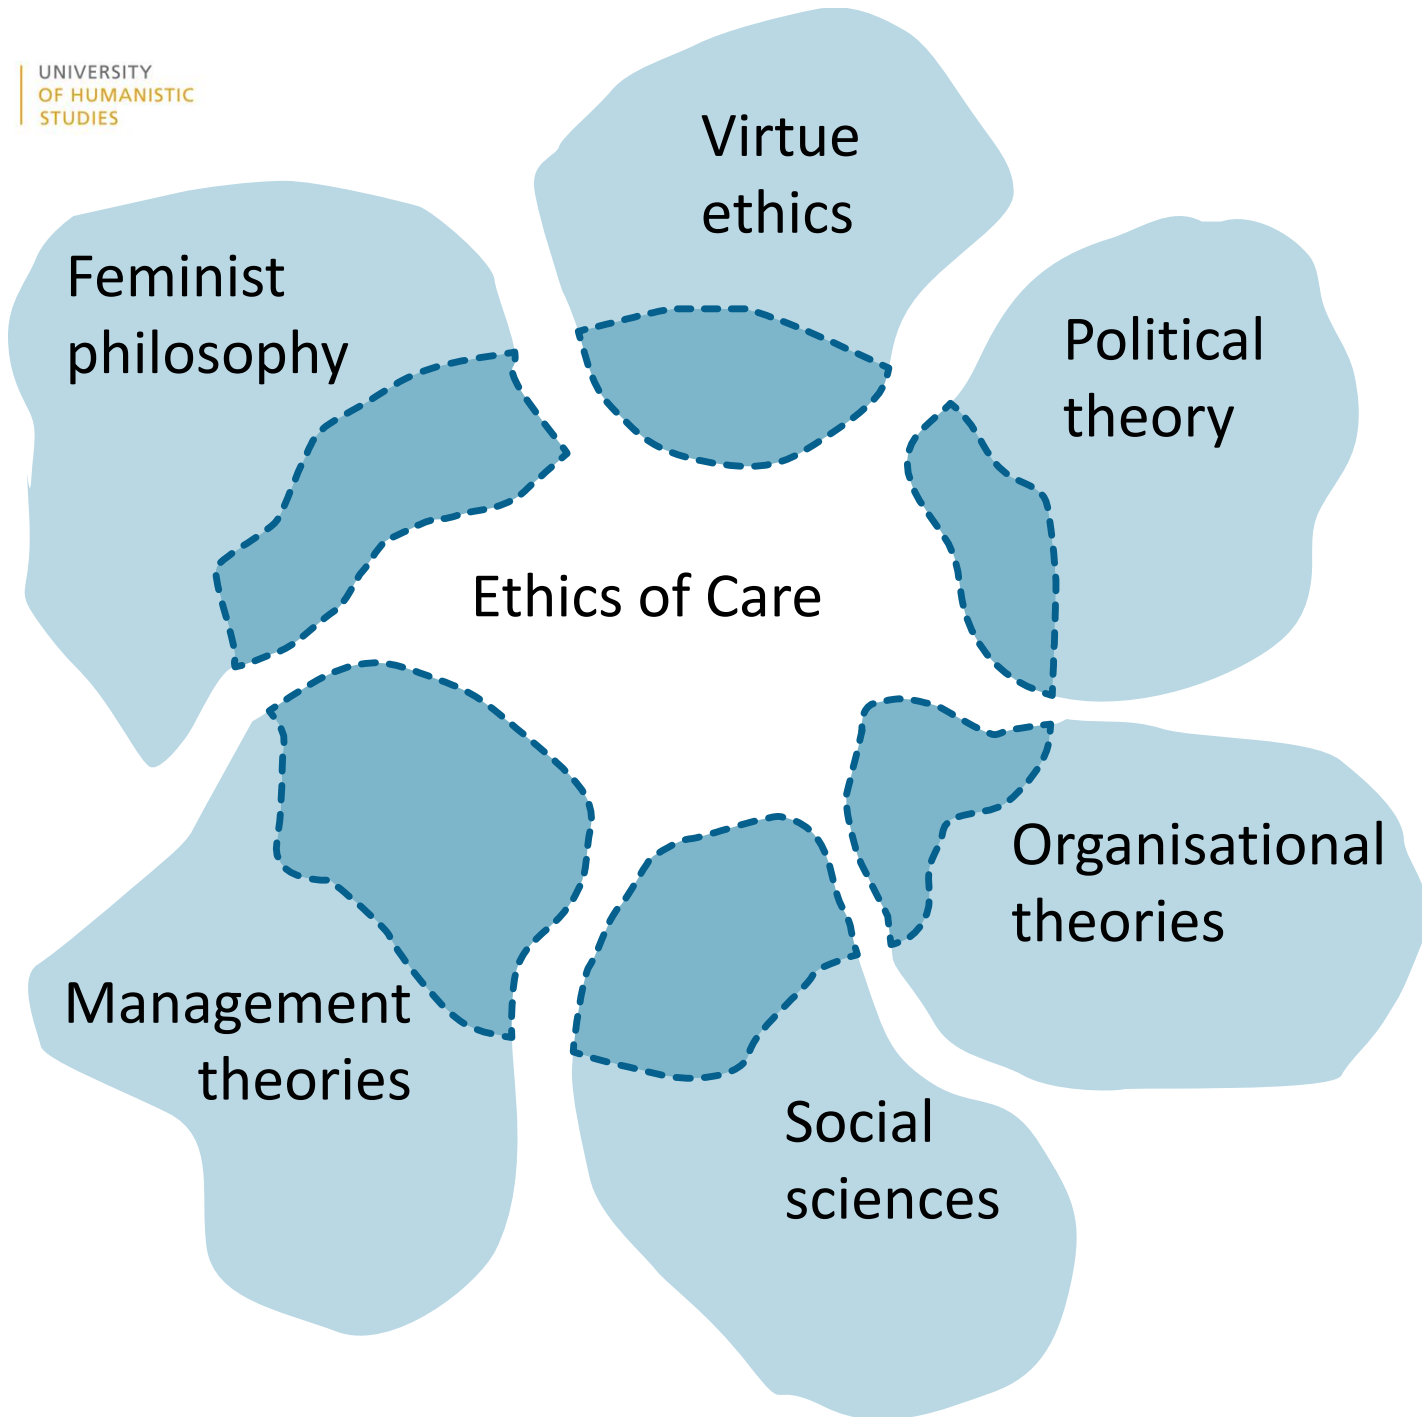 UNIVERSITY
OF HUMANISTIC
STUDIES
Virtue
ethics
Feminist
philosophy
Political
theory
Ethics of Care
Organisational
theories
Management
theories
Social
sciences